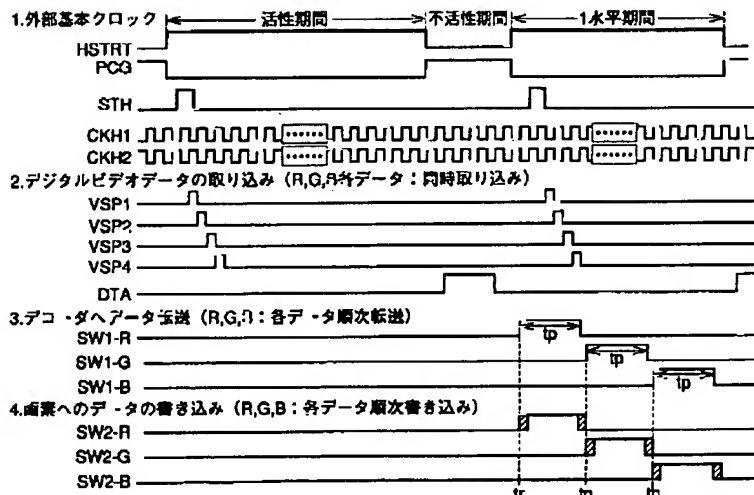 1.外部基本クロック 活性期間 不活性期間 1水平期間
HSTRT
PCG
STH
CKH1
CKH2
2.デジタルビデオデータの取り込み（R,G,B各データ：同時取り込み）
VSP1
VSP2
VSP3
VSP4
DTA
3.デコーダへデータ転送（R,G,B：各データ順次転送）
SW1-R tp
SW1-G tp
SW1-B tp
4.画素へのデータの書き込み（R,G,B：各データ順次書き込み）
SW2-R
SW2-G
SW2-B